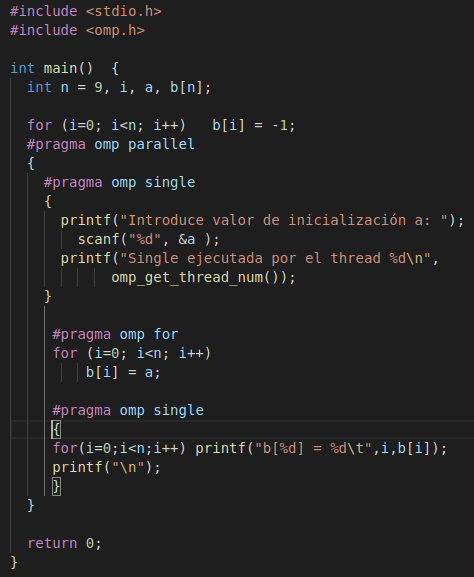 #include <stdio.h>
#include <omp.h>

int main()  {
  int n = 9, i, a, b[n];

  for (i=0; i<n; i++)   b[i] = -1;
  #pragma omp parallel
  {
    #pragma omp single
    {
      printf("Introduce valor de inicialización a: ");
        scanf("%d", &a );
      printf("Single ejecutada por el thread %d\n",
            omp_get_thread_num());
    }

     #pragma omp for
     for (i=0; i<n; i++)
         b[i] = a;

     #pragma omp single
     {
     for(i=0;i<n;i++) printf("b[%d] = %d\t",i,b[i]);
     printf("\n");
     }
  }

  return 0;
}